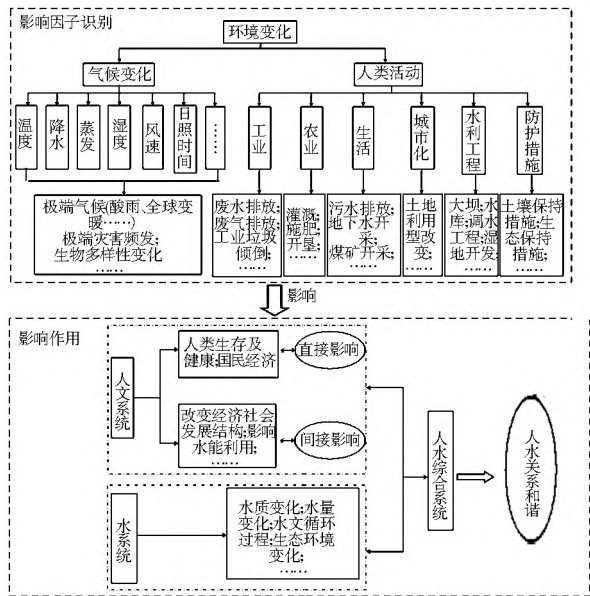 影响因子识别
环境变化
气候变化
人类活动
温度
降水
蒸发
湿度
风速
日照时间
……
工业
农业
生活
城市化
水利工程
防护措施
极端气候(酸雨、全球变
暖……)
极端灾害频发;
生物多样性变化
……
废水排放;
废气排放;
工业垃圾
倾倒;
……
灌溉;
施肥;
开垦;
……
污水排放;
地下水开
采;
煤矿开采;
……
土地
利用
型改
变;
……
大坝;水
库;调水
工程;湿
地开发;
……
土壤保持
措施;生
态保持
措施;
……
影响
影响作用
人文系统
人类生存及
健康;国民经济
……
直接影响
改变经济社会
发展结构;影响
水能利用;
……
间接影响
水系统
水质变化;水量
变化;水文循环
过程;生态环境
变化;
……
人水综合系统
人水关系和谐